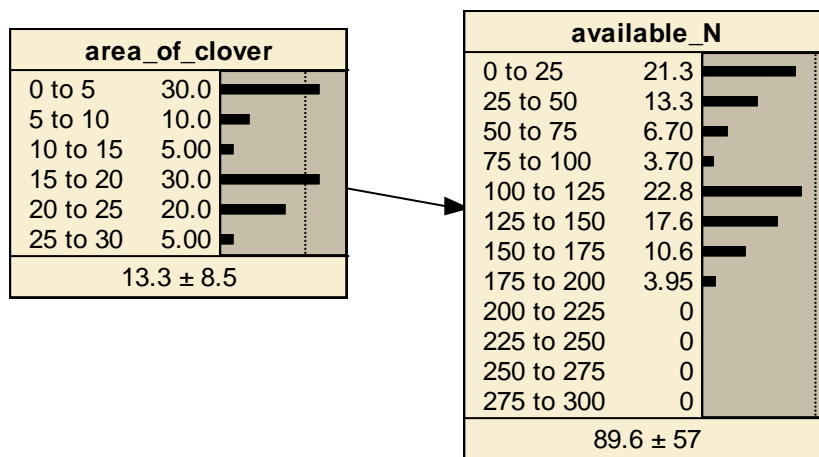 area_of_clover
0 to 5 30.0
5 to 10 10.0
10 to 15 5.00
15 to 20 30.0
20 to 25 20.0
25 to 30 5.00
13.3 ± 8.5
available_N
0 to 25 21.3
25 to 50 13.3
50 to 75 6.70
75 to 100 3.70
100 to 125 22.8
125 to 150 17.6
150 to 175 10.6
175 to 200 3.95
200 to 225 0
225 to 250 0
250 to 275 0
275 to 300 0
89.6 ± 57